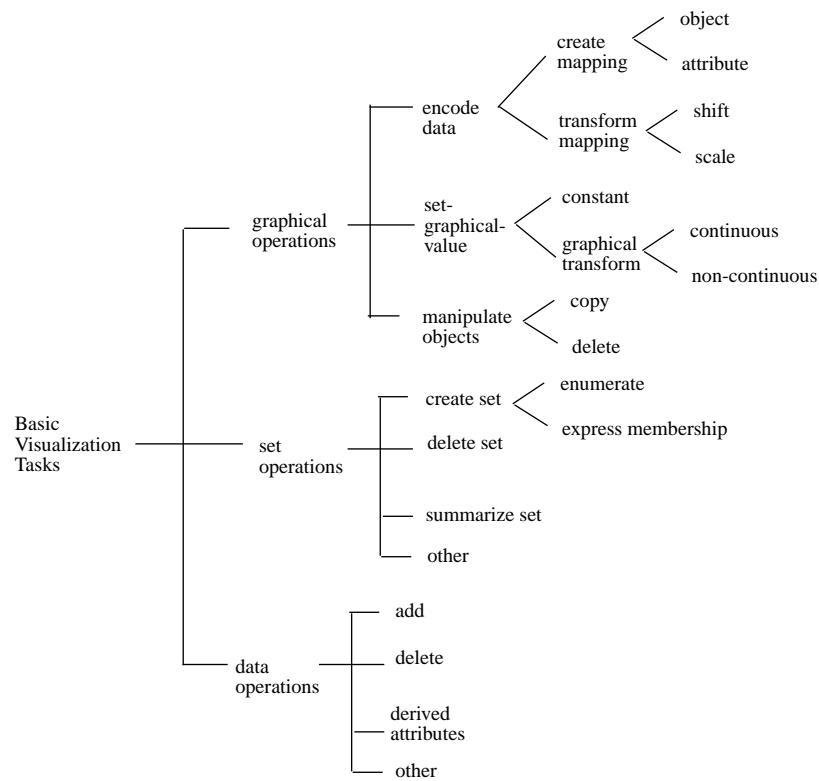 object
create
mapping
attribute
encode
data
shift
transform
mapping
scale
set-
graphical-
value
constant
continuous
graphical
transform
non-continuous
graphical
operations
copy
manipulate
objects
delete
enumerate
create set
express membership
Basic
Visualization
Tasks
set
operations
delete set
summarize set
other
add
data
operations
delete
derived
attributes
other